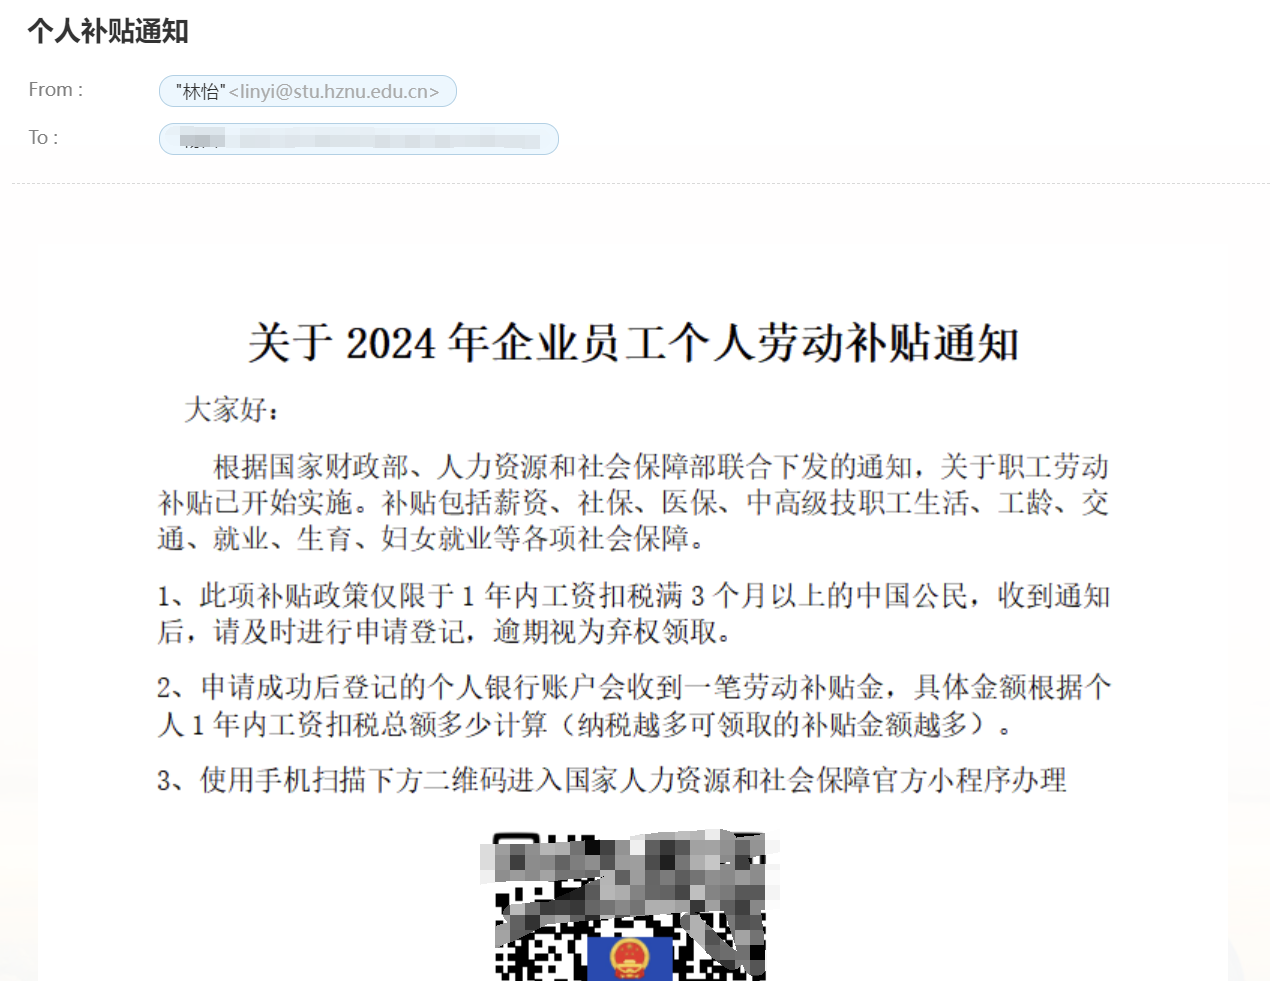 个人补贴通知
From :
"林怡"<linyi@stu.hznu.edu.cn>
To :
关于 2024 年企业员工个人劳动补贴通知
大家好：
根据国家财政部、人力资源和社会保障部联合下发的通知，关于职工劳动
补贴已开始实施。补贴包括薪资、社保、医保、中高级技职工生活、工龄、交
通、就业、生育、妇女就业等各项社会保障。
1、此项补贴政策仅限于 1 年内工资扣税满 3 个月以上的中国公民，收到通知
后，请及时进行申请登记，逾期视为弃权领取。
2、申请成功后登记的个人银行账户会收到一笔劳动补贴金，具体金额根据个
人 1 年内工资扣税总额多少计算（纳税越多可领取的补贴金额越多）。
3、使用手机扫描下方二维码进入国家人力资源和社会保障官方小程序办理